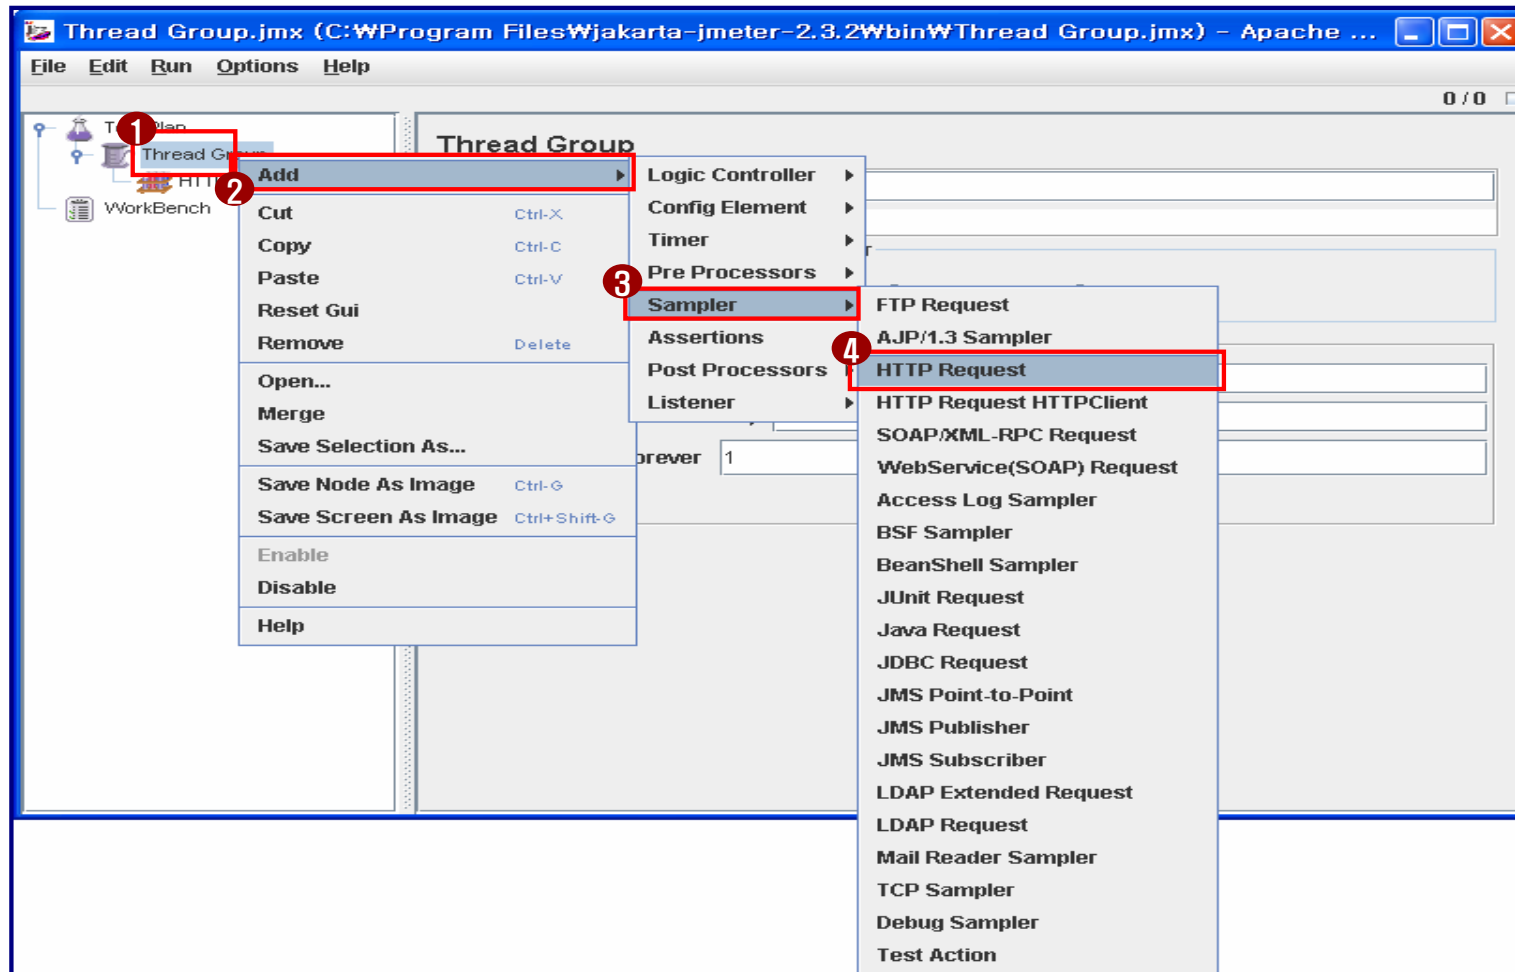 Thread Group.jmx (C:₩Program Files₩jakarta-jmeter-2.3.2₩bin₩Thread Group.jmx) - Apache ...
File Edit Run Options Help
0 / 0
1
Plan
Thread Group
WorkBench
Thread Group
2
Add
Cut Ctrl-X
Copy Ctrl-C
Paste Ctrl-V
Reset Gui
Remove Delete
Open...
Merge
Save Selection As...
Save Node As Image Ctrl-G
Save Screen As Image Ctrl+Shift-G
Enable
Disable
Help
Logic Controller
Config Element
Timer
Pre Processors
3
Sampler
Assertions
Post Processors
Listener
1
FTP Request
AJP/1.3 Sampler
4
HTTP Request
HTTP Request HTTPClient
SOAP/XML-RPC Request
WebService(SOAP) Request
Access Log Sampler
BSF Sampler
BeanShell Sampler
JUnit Request
Java Request
JDBC Request
JMS Point-to-Point
JMS Publisher
JMS Subscriber
LDAP Extended Request
LDAP Request
Mail Reader Sampler
TCP Sampler
Debug Sampler
Test Action